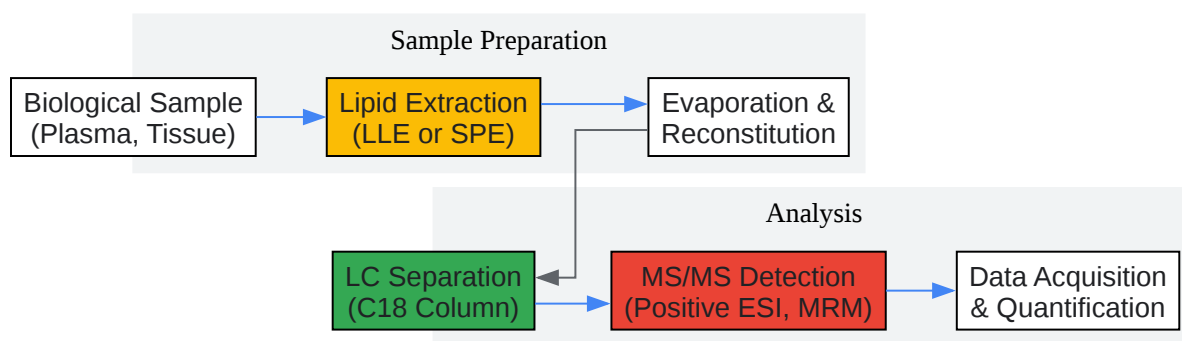 Sample Preparation
Biological Sample
(Plasma, Tissue)
Lipid Extraction
(LLE or SPE)
Evaporation &
Reconstitution
Analysis
LC Separation
(C18 Column)
MS/MS Detection
(Positive ESI, MRM)
Data Acquisition
& Quantification